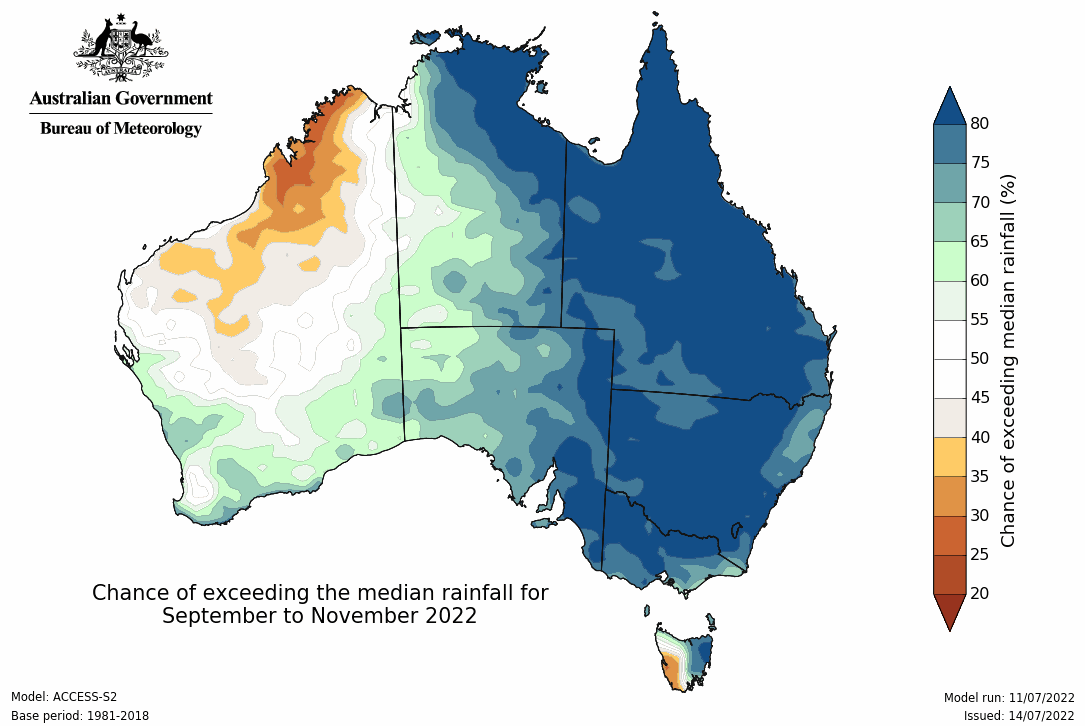 Australian Government
Bureau of Meteorology
80
75
70
65
60
55
50
45
40
35
30
25
20
Chance of exceeding median rainfall (%)
Chance of exceeding the median rainfall for
September to November 2022
Model: ACCESS-S2
Base period: 1981-2018
Model run: 11/07/2022
Issued: 14/07/2022